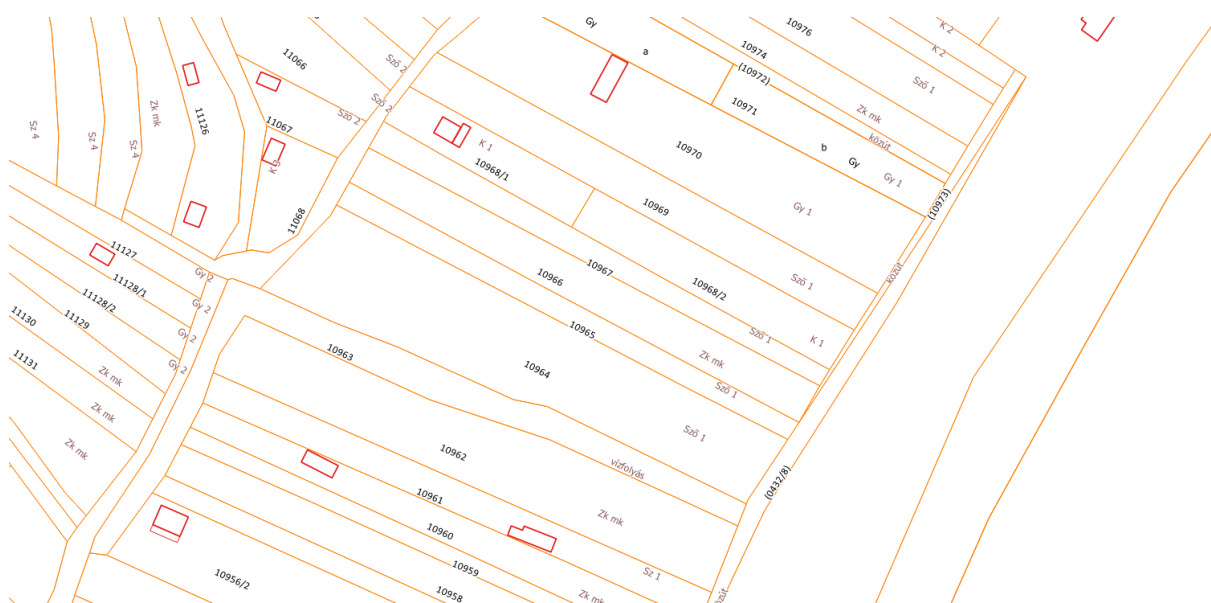 Gy
a
10976
K 2
K 2
10974
(10972)
Sző 1
11066
Sző 2
Sző 2
Sző 2
10971
Zk mk
közút
Zk mk
11126
11067
Sz 4
Sz 4
Sz 4
K 1
10970
b
Gy
Gy 1
10968/1
10969
Gy 1
(10973)
11068
11127
Gy 2
10967
10966
10968/2
Sző 1
közút
11128/1
11128/2
Gy 2
11130
11129
Gy 2
10965
Sző 1
K 1
11131
Gy 2
10963
10964
Zk mk
Zk mk
Sző 1
Zk mk
Sző 1
Zk mk
10962
vízfolyás
(0432/8)
10961
Zk mk
10960
10959
Sz 1
10956/2
10958
Zk mk